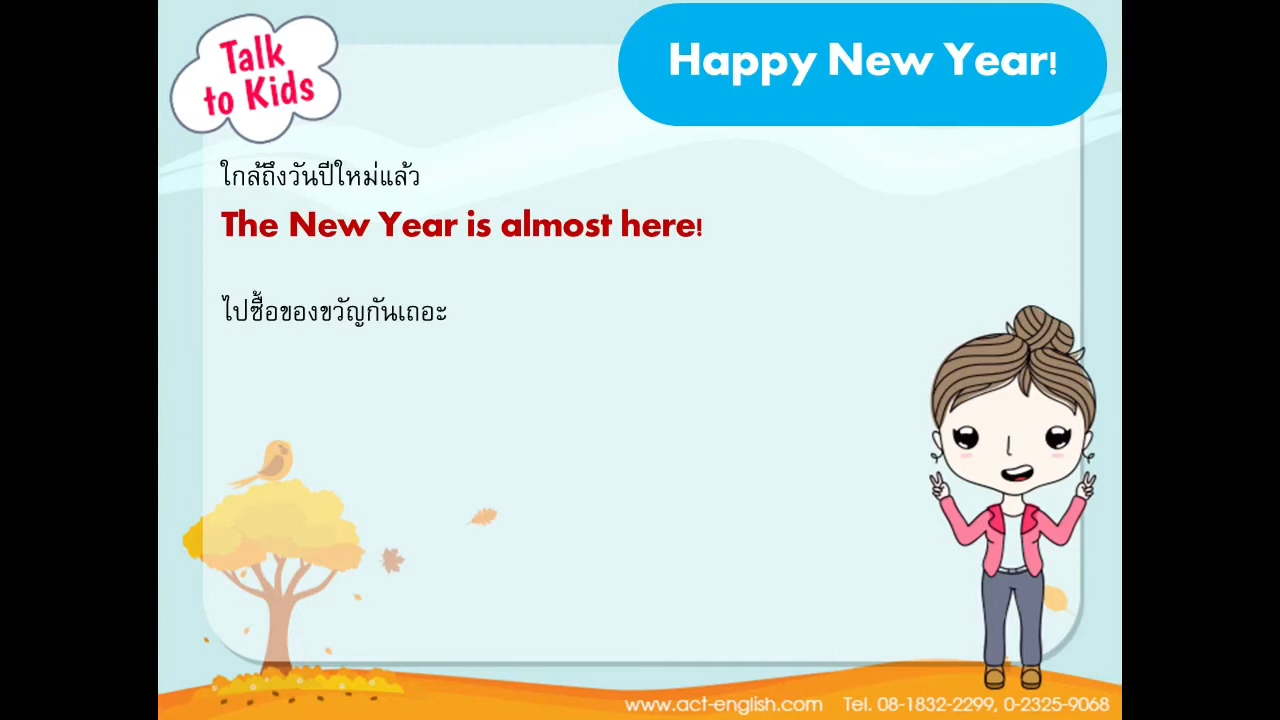 Talk
to Kids
Happy New Year!
ใกล้ถึงวันปีใหม่แล้ว
The New Year is almost here!
ไปซื้อของขวัญกันเถอะ
www.act-english.com Tel. 08-1832-2299, 0-2325-9068